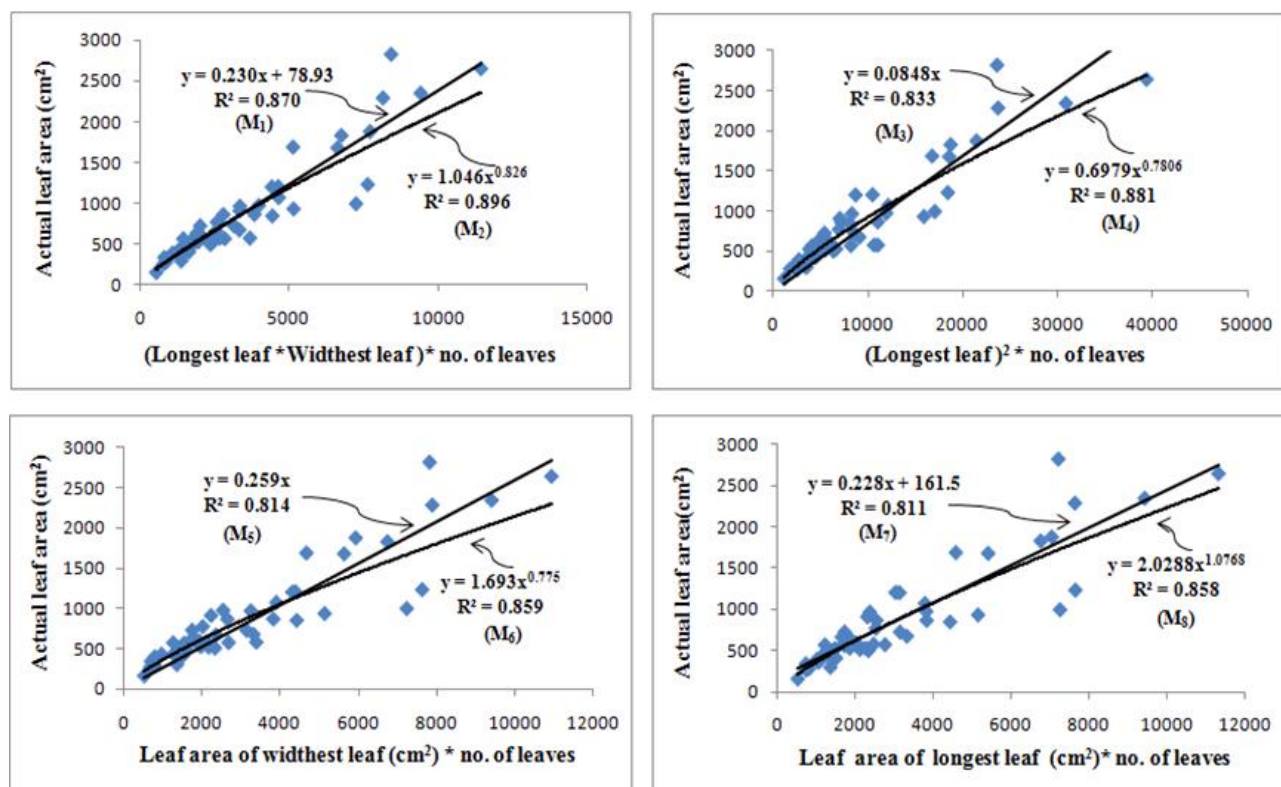 Actual leaf area (cm²)
3000
2500
2000
1500
1000
500
0
0 5000 10000 15000
(Longest leaf *Widthest leaf )* no. of leaves
y = 0.230x + 78.93
R² = 0.870
(M₁)
y = 1.046x^0.826
R² = 0.896
(M₂)
Actual leaf area (cm²)
3000
2500
2000
1500
1000
500
0
0 10000 20000 30000 40000 50000
(Longest leaf )² * no. of leaves
y = 0.0848x
R² = 0.833
(M₃)
y = 0.6979x^0.7806
R² = 0.881
(M₄)
Actual leaf area (cm²)
3000
2500
2000
1500
1000
500
0
0 2000 4000 6000 8000 10000 12000
Leaf area of widthest leaf (cm²) * no. of leaves
y = 0.259x
R² = 0.814
(M₅)
y = 1.693x^0.775
R² = 0.859
(M₆)
Actual leaf area(cm²)
3000
2500
2000
1500
1000
500
0
0 2000 4000 6000 8000 10000 12000
Leaf area of longest leaf (cm²)* no. of leaves
y = 0.228x + 161.5
R² = 0.811
(M₇)
y = 2.0288x^1.0768
R² = 0.858
(M₈)